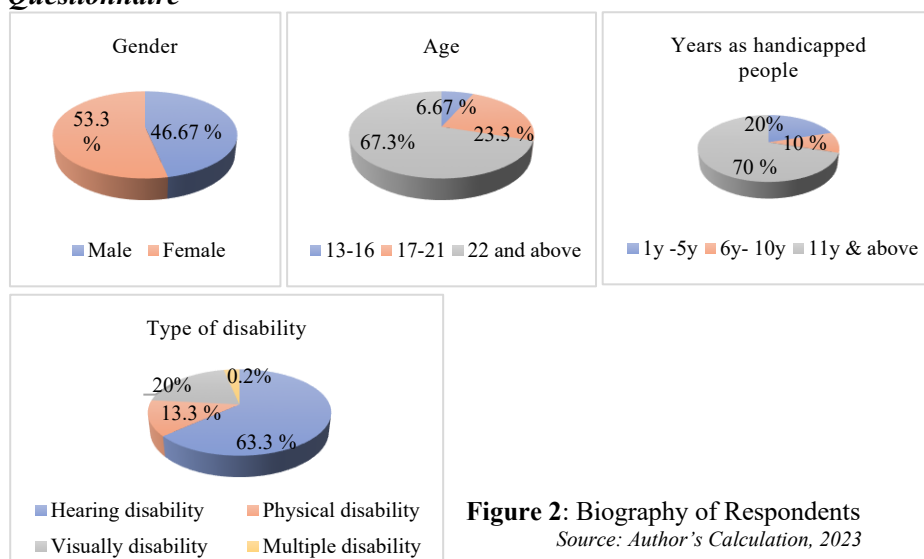 Questionnaire
Gender
53.3
%
46.67 %
Male Female
Age
6.67 %
23.3 %
67.3%
13-16 17-21 22 and above
Years as handicapped
people
20%
10 %
70 %
1y -5y 6y- 10y 11y & above
Type of disability
0.2%
20%
13.3 %
63.3 %
Hearing disability Physical disability
Visually disability Multiple disability
Figure 2: Biography of Respondents
Source: Author's Calculation, 2023